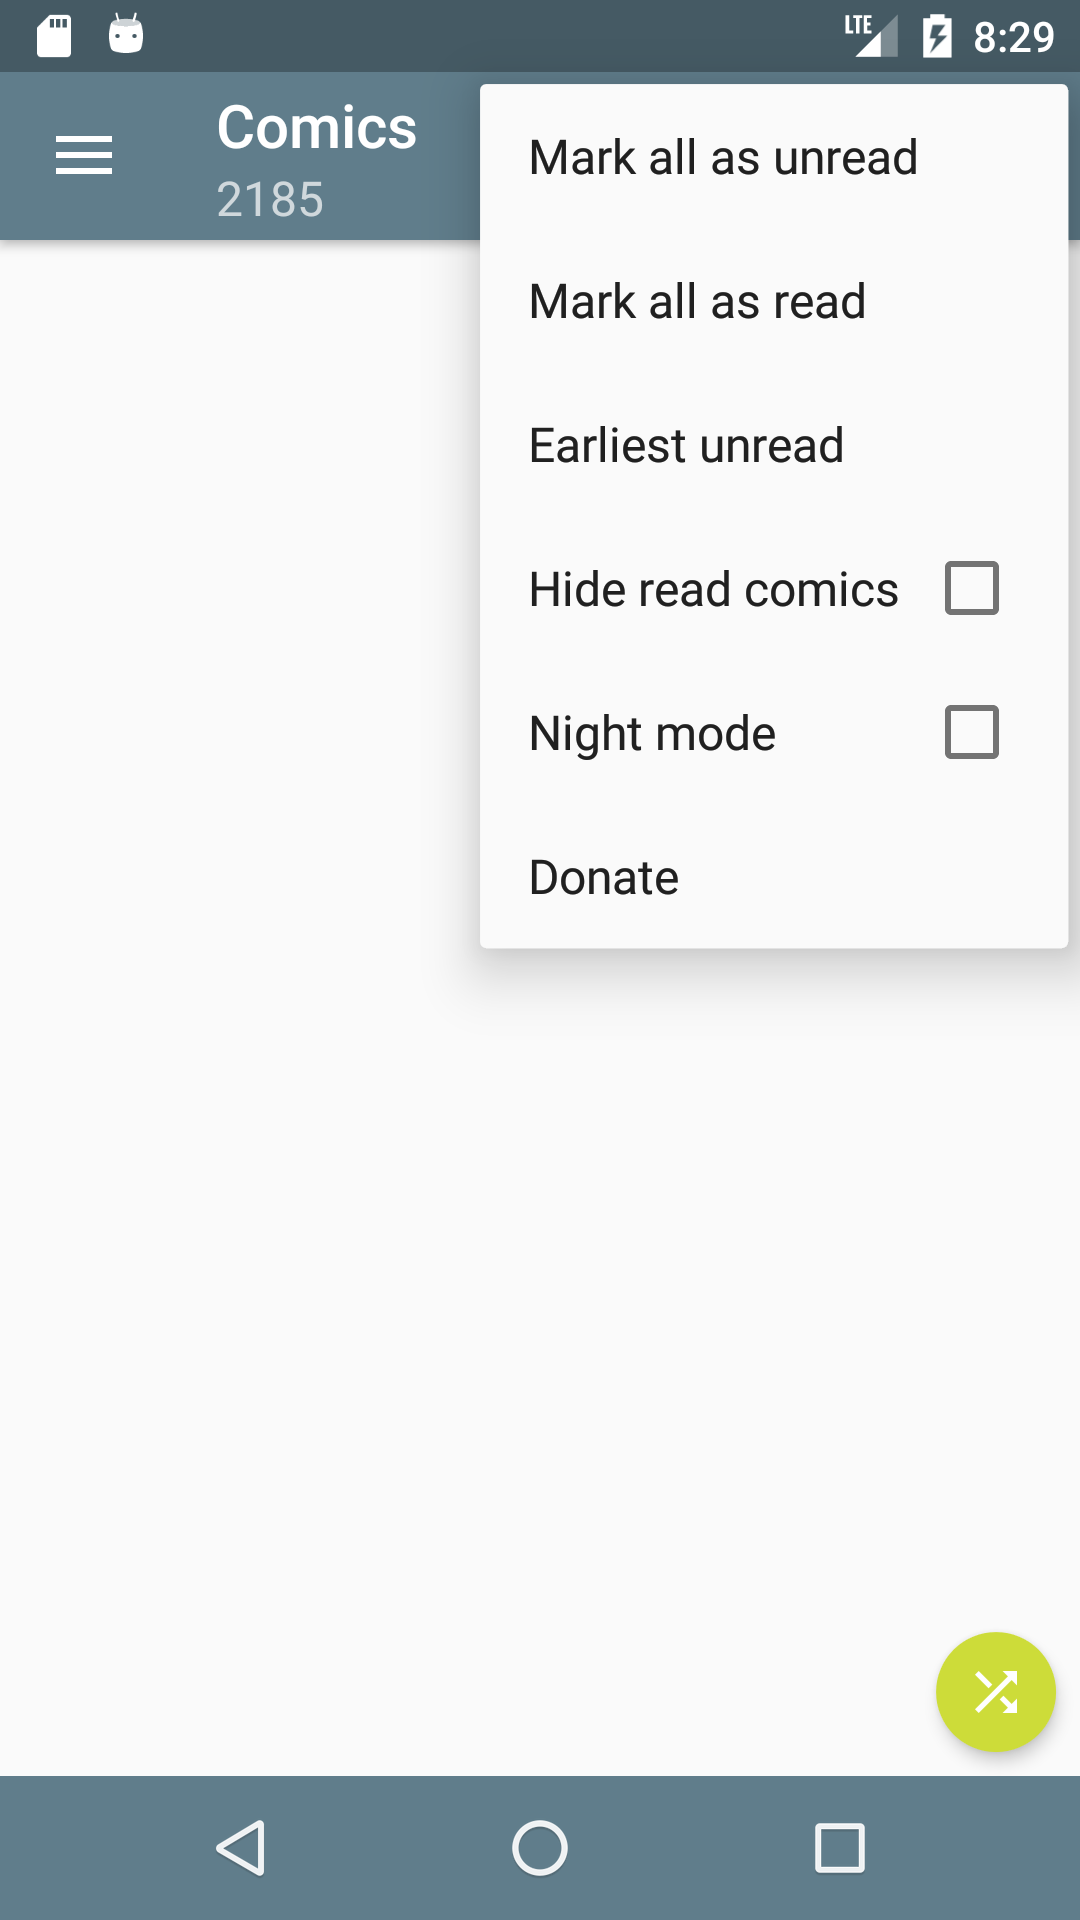 LTE 8:29
Comics
2185
Mark all as unread
Mark all as read
Earliest unread
Hide read comics
Night mode
Donate